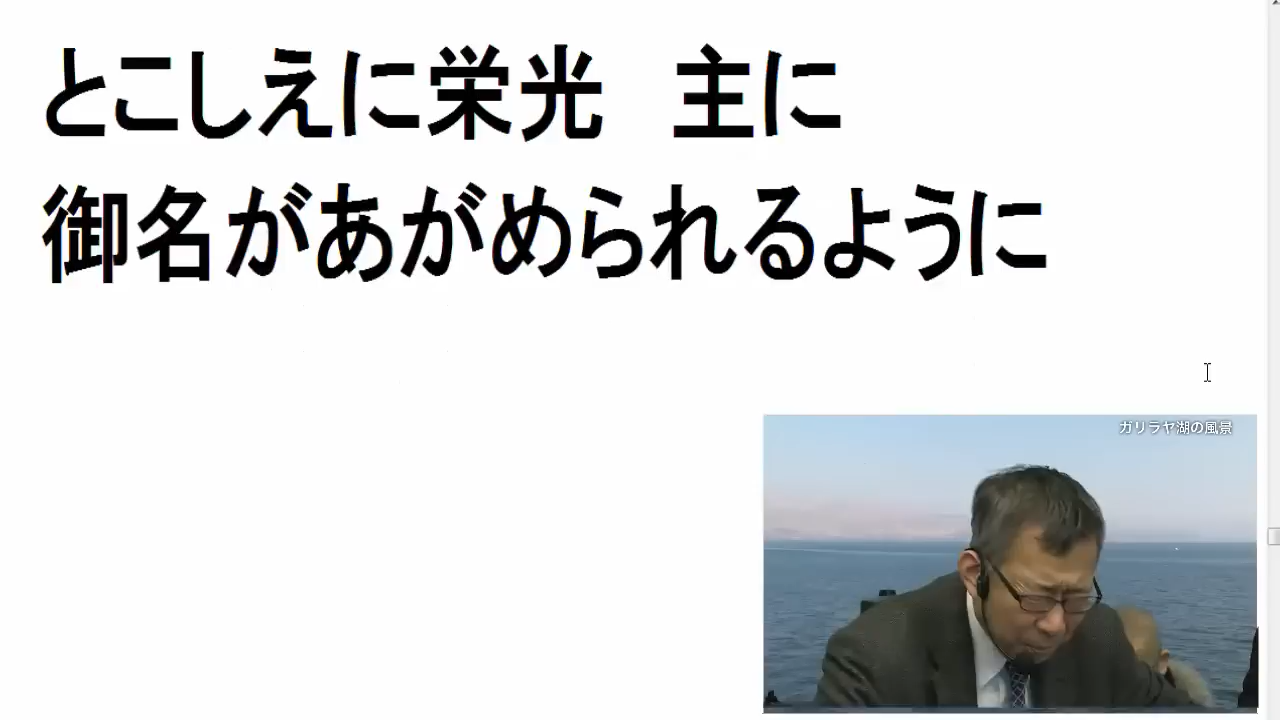 とこしえに栄光　主に
御名があがめられるように
ガリラヤ湖の風景